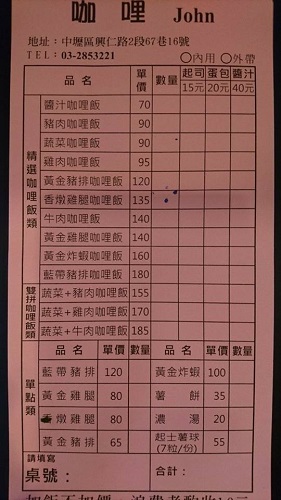 咖哩 John
地址：中壢區興仁路2段67巷16號
TEL：03-2853221 ○內用 ○外帶
品名 單價 數量 起司 蛋包 醬汁
15元 20元 40元
精選咖哩飯類
醬汁咖哩飯 70
豬肉咖哩飯 90
蔬菜咖哩飯 90
雞肉咖哩飯 95
黃金豬排咖哩飯 120
香燉雞腿咖哩飯 135
牛肉咖哩飯 140
黃金雞腿咖哩飯 140
黃金炸蝦咖哩飯 160
藍帶豬排咖哩飯 180
雙拼咖哩飯類
蔬菜+豬肉咖哩飯 155
蔬菜+雞肉咖哩飯 170
蔬菜+牛肉咖哩飯 185
單點類
品名 單價 數量 品名 單價 數量
藍帶豬排 120 黃金炸蝦 100
黃金雞腿 80 薯餅 35
香燉雞腿 80 濃湯 20
黃金豬排 65 起士薯球 55
(7粒/份)
請填寫
桌號： 合計：